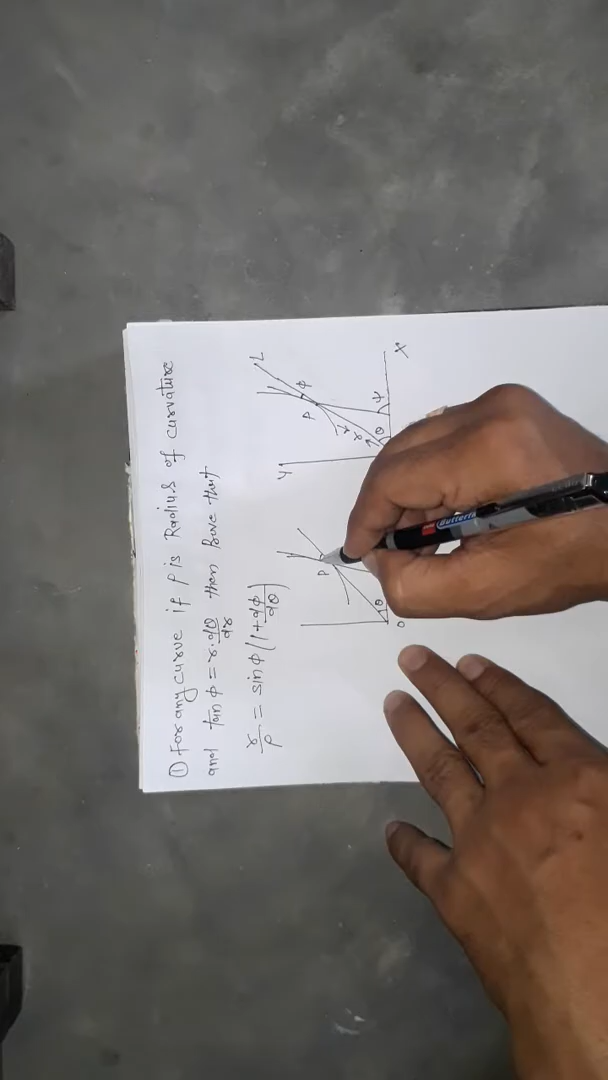 ① For any curve if ρ is Radius of curvature
and tan φ = r·dθ/dr then Prove that
r/ρ = sin φ (1 + dφ/dθ)
P
θ
O
Y
L
φ
P
r
θ
ψ
X
Butterflo